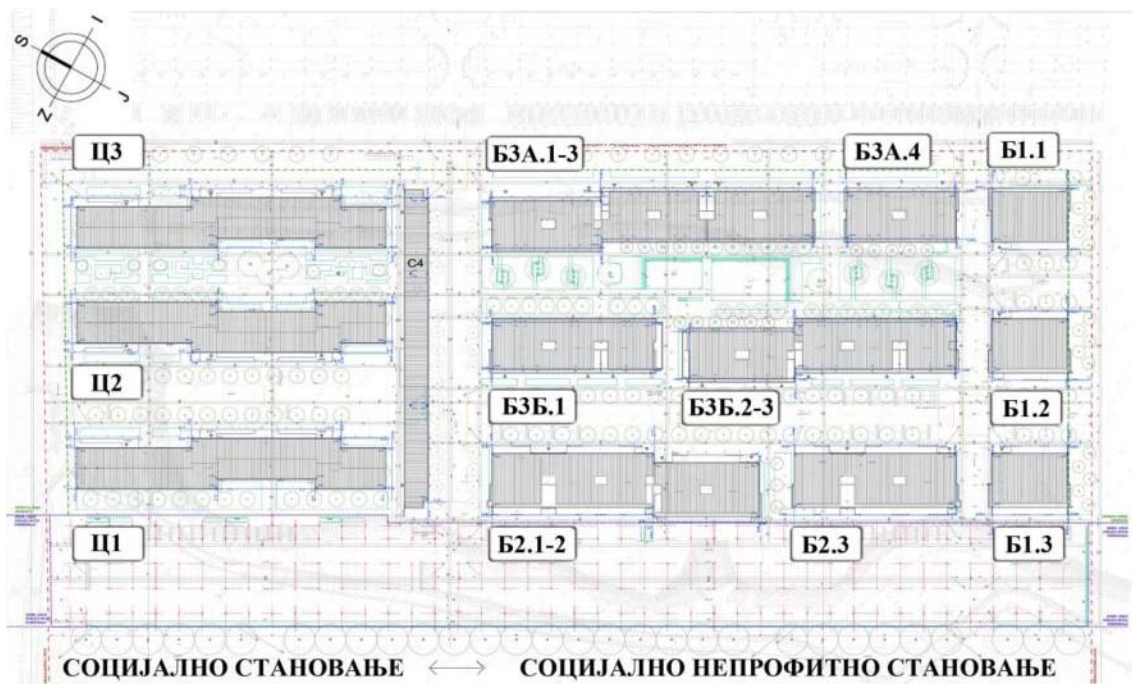 S
I
Z
J
Ц3
Б3А.1-3
Б3А.4
Б1.1
C4
Ц2
Б3Б.1
Б3Б.2-3
Б1.2
Ц1
Б2.1-2
Б2.3
Б1.3
СОЦИЈАЛНО СТАНОВАЊЕ
СОЦИЈАЛНО НЕПРОФИТНО СТАНОВАЊЕ